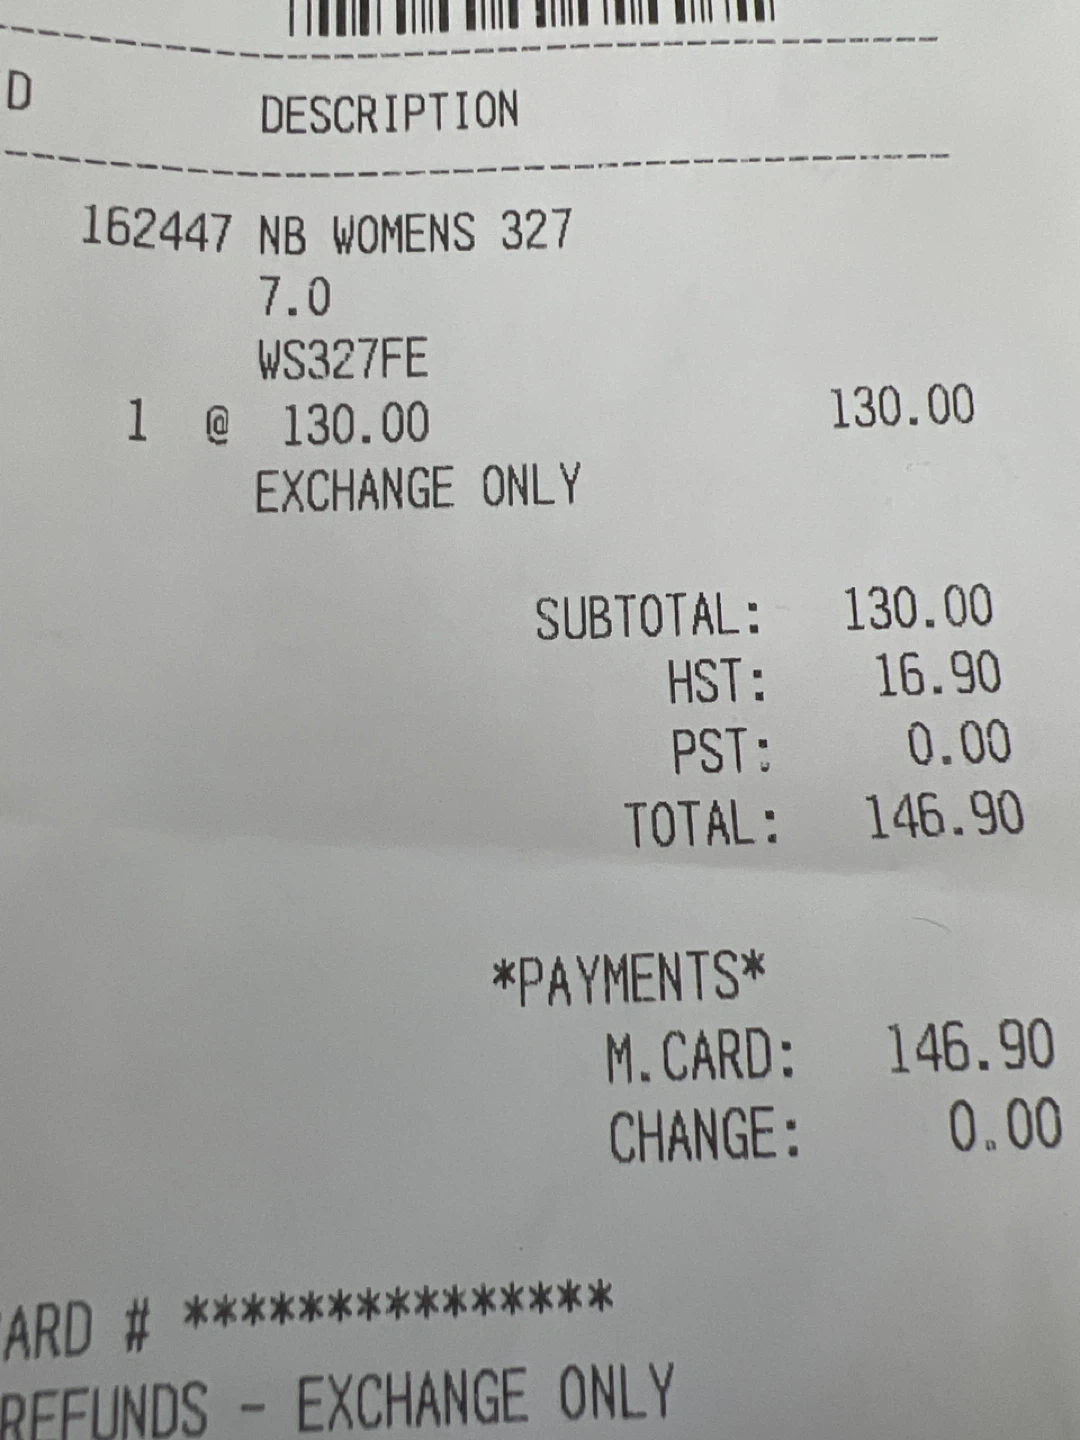 D DESCRIPTION
162447 NB WOMENS 327
7.0
WS327FE
1 @ 130.00 130.00
EXCHANGE ONLY
SUBTOTAL: 130.00
HST: 16.90
PST: 0.00
TOTAL: 146.90
*PAYMENTS*
M.CARD: 146.90
CHANGE: 0.00
ARD # ***************
REFUNDS - EXCHANGE ONLY